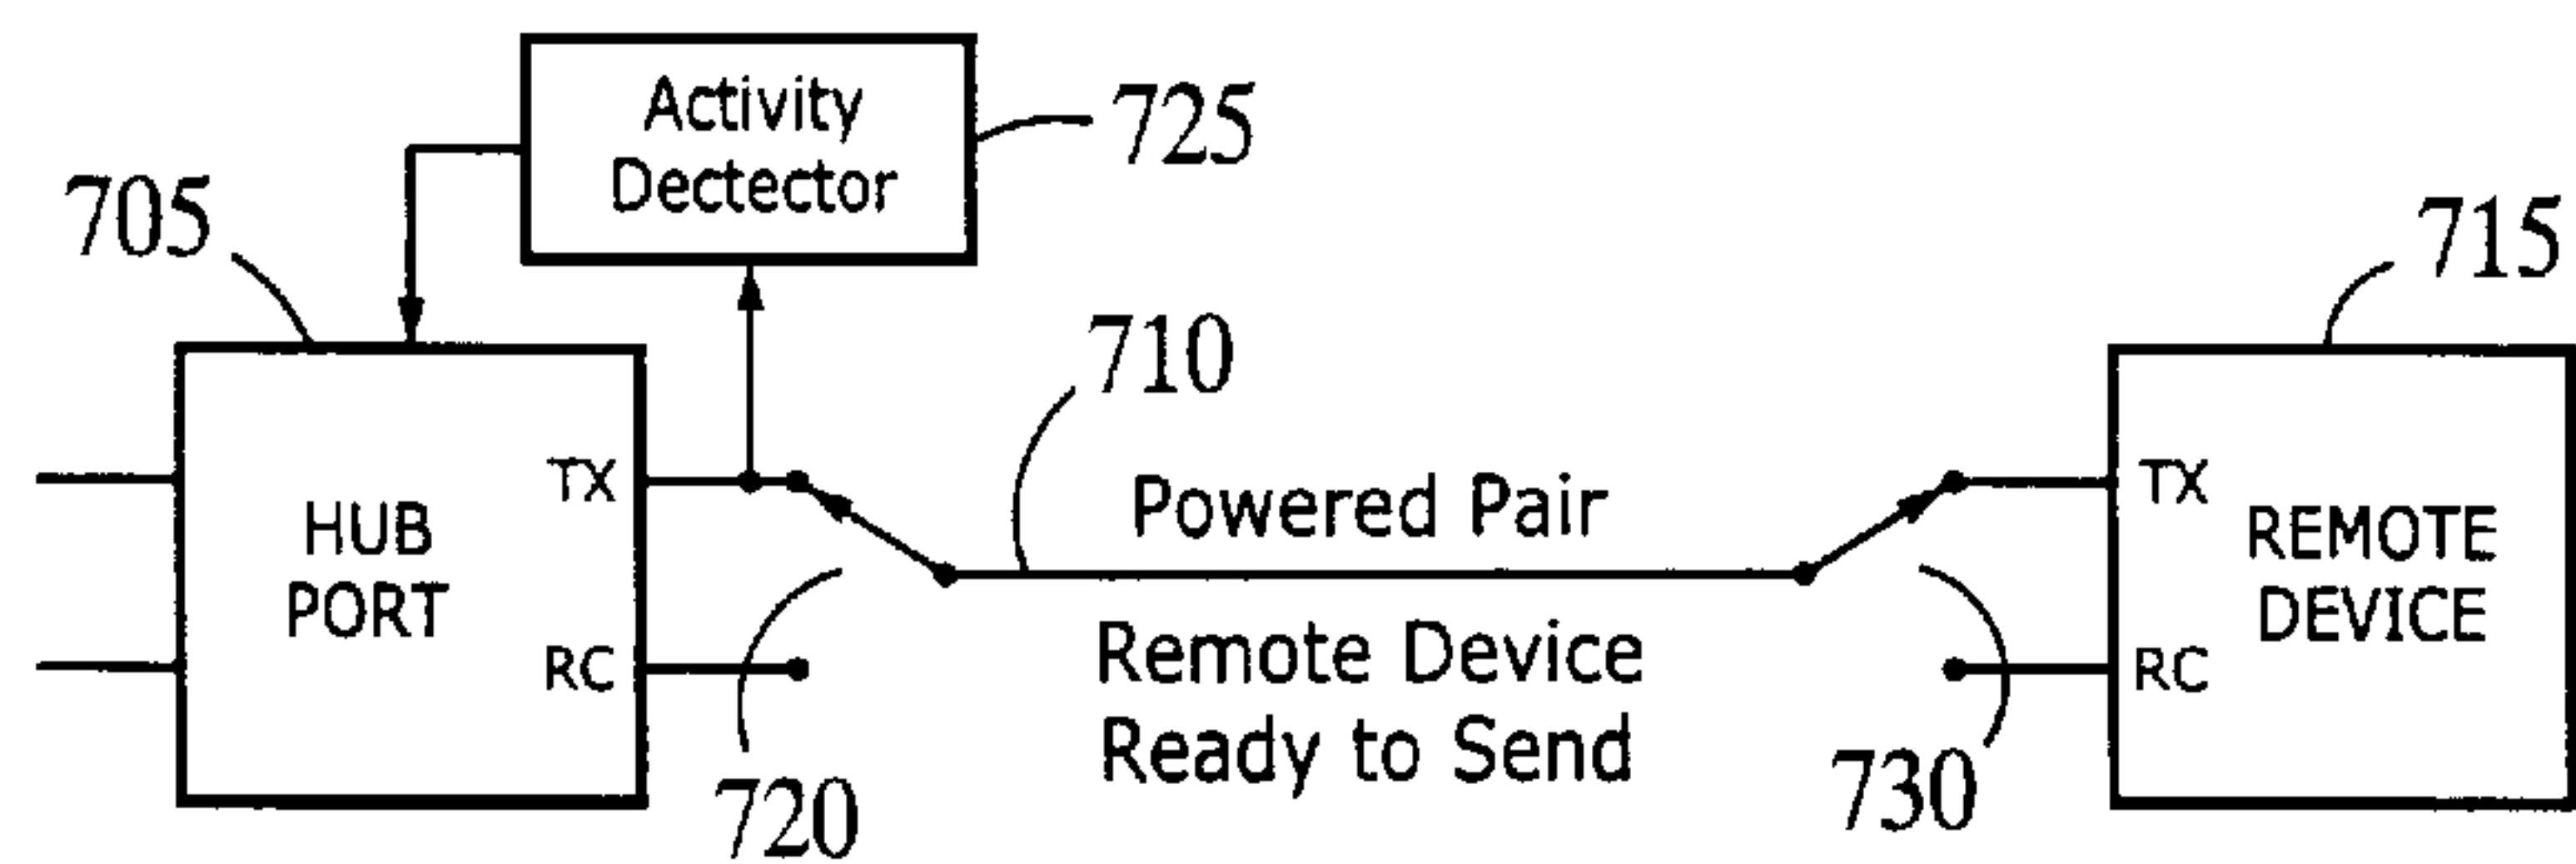 Activity
Dectector
725
705
715
710
HUB
PORT
TX
RC
Powered Pair
Remote Device
Ready to Send
TX
RC
REMOTE
DEVICE
720
730